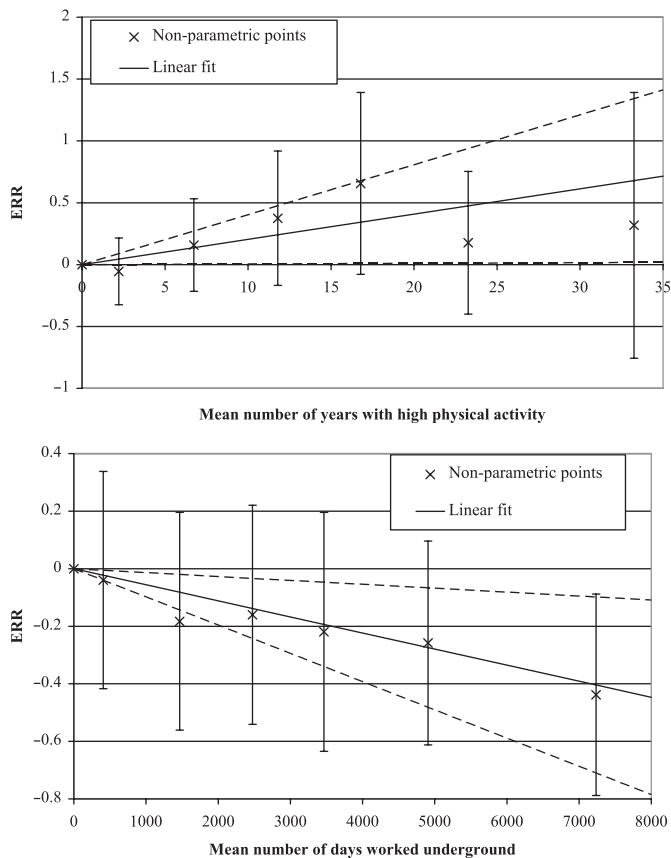 2
Non-parametric points
1.5
Linear fit
1
0.5
ERR
0
0 5 10 15 20 25 30 35
–0.5
–1
Mean number of years with high physical activity
0.4
Non-parametric points
0.2
Linear fit
0
–0.2
ERR
–0.4
–0.6
–0.8
0 1000 2000 3000 4000 5000 6000 7000 8000
Mean number of days worked underground